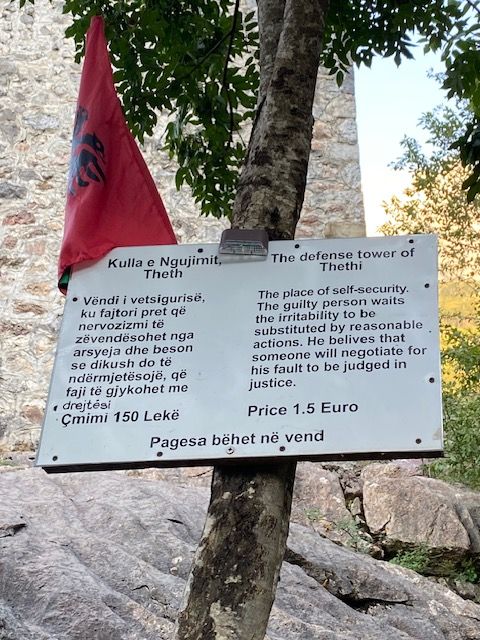 Kulla e Ngujimit,
Theth
Vëndi i vetsigurisë,
ku fajtori pret që
nervozizmi të
zëvendësohet nga
arsyeja dhe beson
se dikush do të
ndërmjetësojë, që
faji të gjykohet me
drejtësi
Çmimi 150 Lekë
The defense tower of
Thethi
The place of self-security.
The guilty person waits
the irritability to be
substituted by reasonable
actions. He belives that
someone will negotiate for
his fault to be judged in
justice.
Price 1.5 Euro
Pagesa bëhet në vend